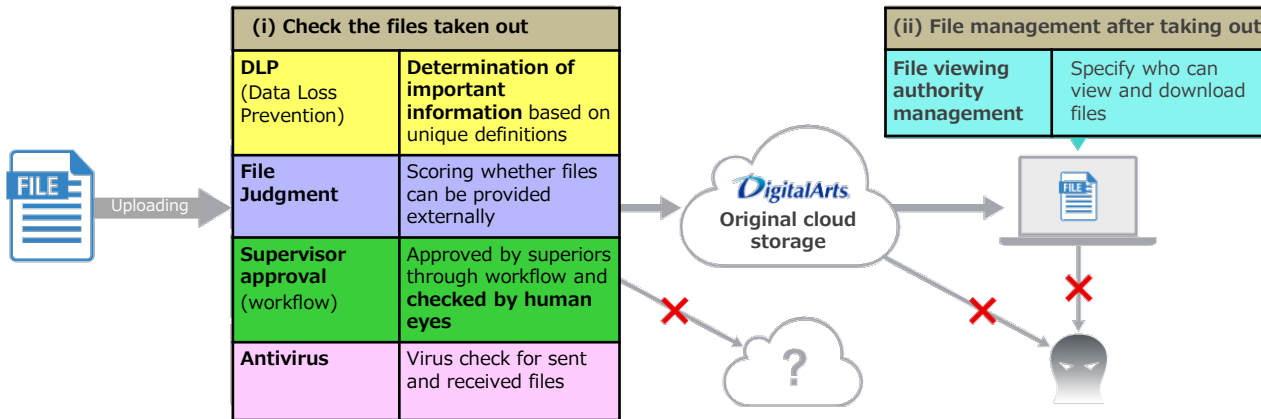 (i) Check the files taken out
DLP
(Data Loss
Prevention)
Determination of
important
information based on
unique definitions
File
Judgment
Scoring whether files
can be provided
externally
Supervisor
approval
(workflow)
Approved by superiors
through workflow and
checked by human
eyes
Antivirus
Virus check for sent
and received files
FILE
Uploading
DigitalArts
Original cloud
storage
?
(ii) File management after taking out
File viewing
authority
management
Specify who can
view and download
files
FILE